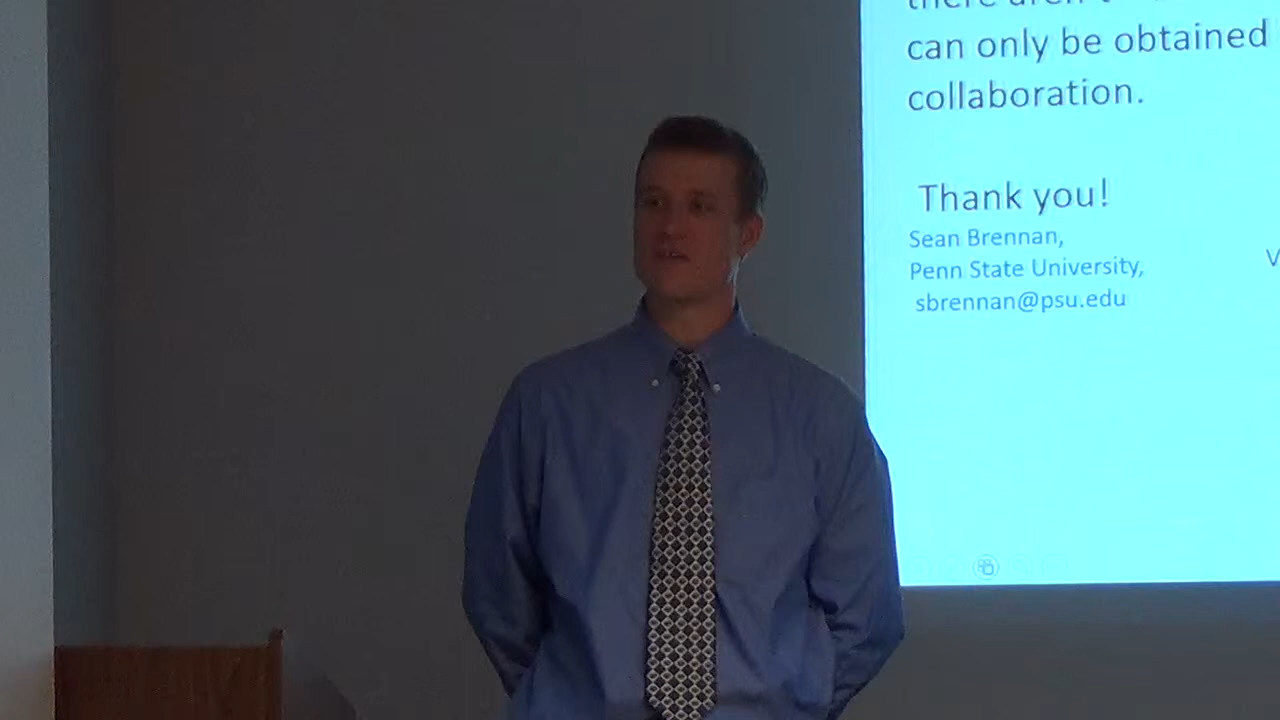 can only be obtained
collaboration.
Thank you!
Sean Brennan,
Penn State University,
sbrennan@psu.edu
V